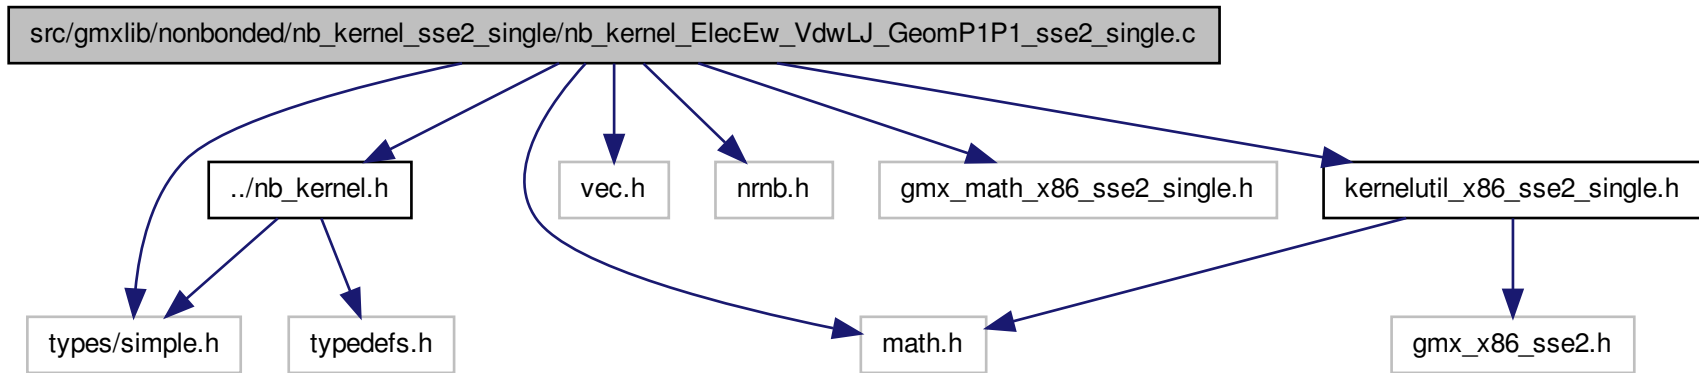 src/gmxlib/nonbonded/nb_kernel_sse2_single/nb_kernel_ElecEw_VdwLJ_GeomP1P1_sse2_single.c
../nb_kernel.h
vec.h
nrnb.h
gmx_math_x86_sse2_single.h
kernelutil_x86_sse2_single.h
types/simple.h
typedefs.h
math.h
gmx_x86_sse2.h